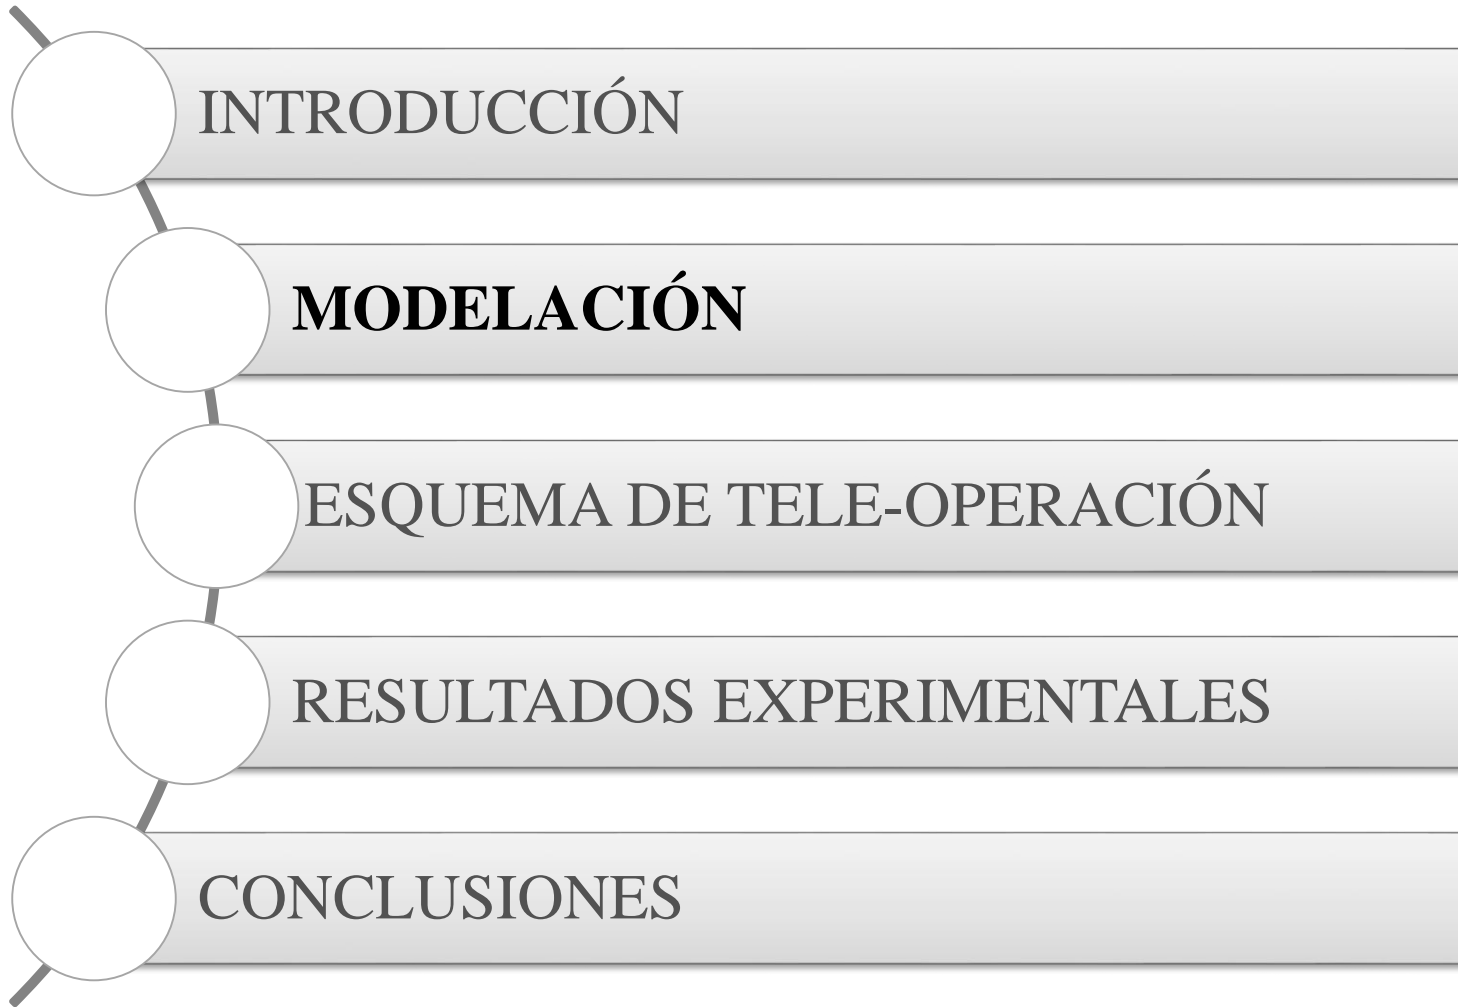 INTRODUCCIÓN
MODELACIÓN
ESQUEMA DE TELE-OPERACIÓN
RESULTADOS EXPERIMENTALES
CONCLUSIONES